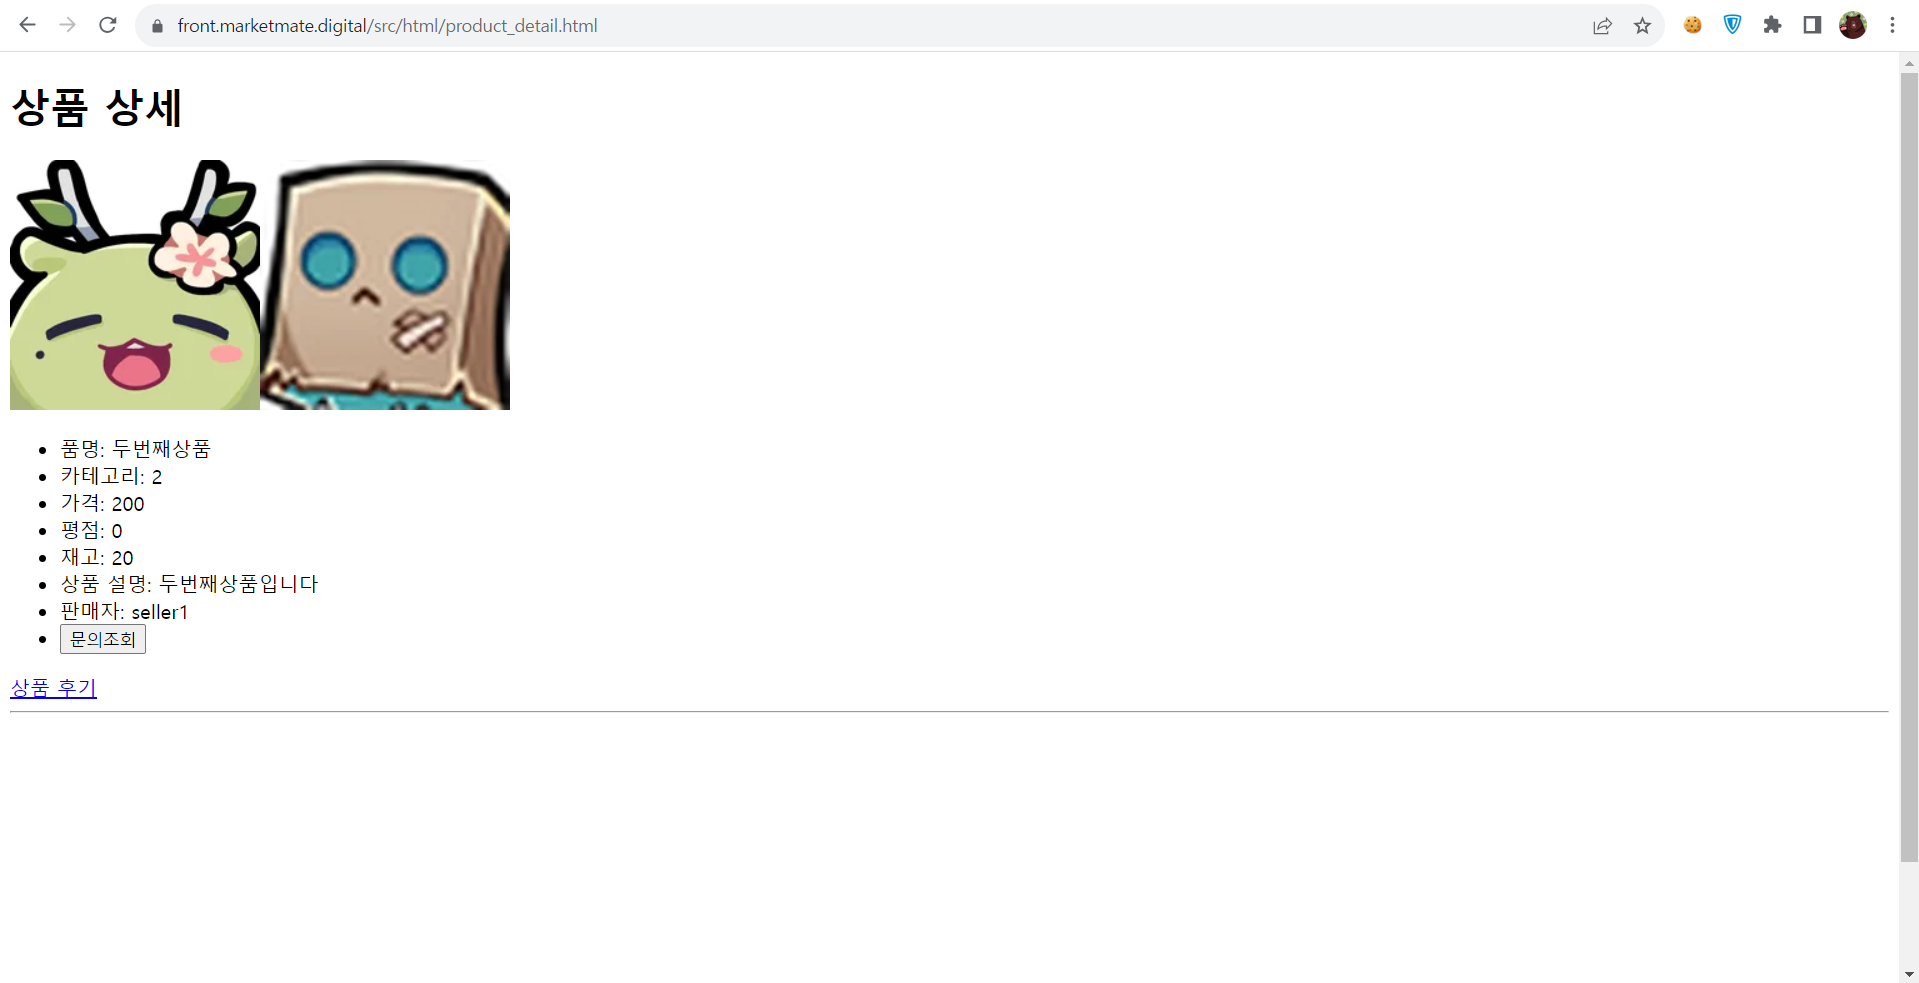 front.marketmate.digital/src/html/product_detail.html
상품 상세
품명: 두번째상품
카테고리: 2
가격: 200
평점: 0
재고: 20
상품 설명: 두번째상품입니다
판매자: seller1
문의조회
상품 후기